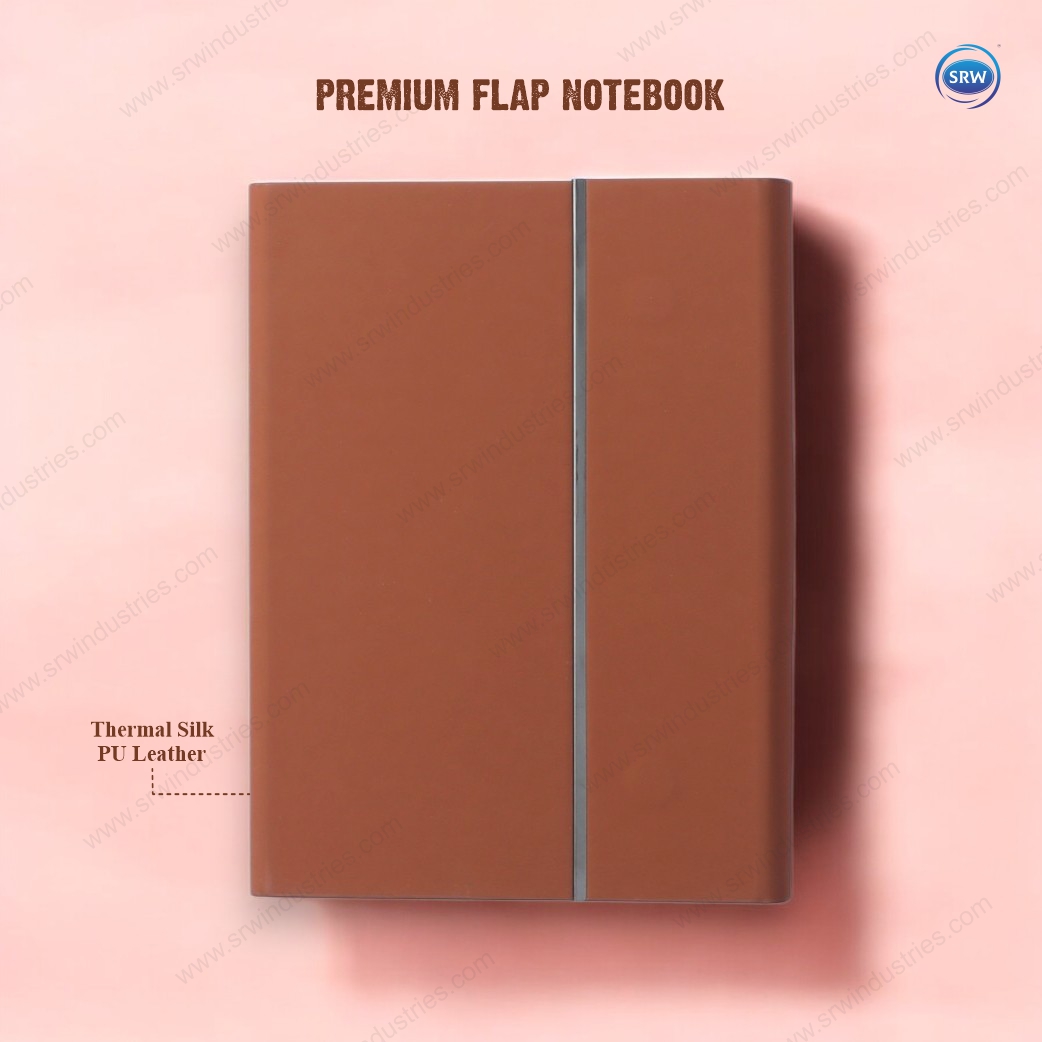 PREMIUM FLAP NOTEBOOK
SRW
Thermal Silk
PU Leather
www.srwindustries.com